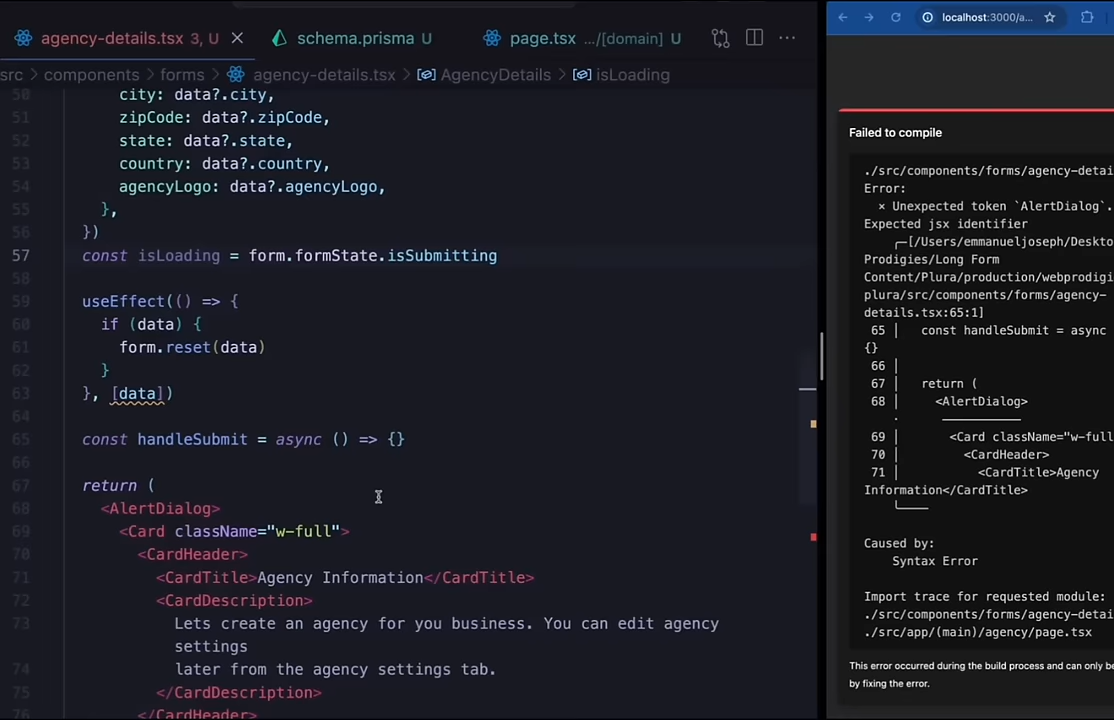 agency-details.tsx 3, U
schema.prisma U
page.tsx .../[domain] U
localhost:3000/a...
src > components > forms > agency-details.tsx > AgencyDetails > isLoading
50 city: data?.city,
51 zipCode: data?.zipCode,
52 state: data?.state,
53 country: data?.country,
54 agencyLogo: data?.agencyLogo,
55 },
56 })
57 const isLoading = form.formState.isSubmitting
58
59 useEffect(() => {
60 if (data) {
61 form.reset(data)
62 }
63 }, [data])
64
65 const handleSubmit = async () => {}
66
67 return (
68 <AlertDialog>
69 <Card className="w-full">
70 <CardHeader>
71 <CardTitle>Agency Information</CardTitle>
72 <CardDescription>
73 Lets create an agency for you business. You can edit agency
settings
74 later from the agency settings tab.
75 </CardDescription>
76 </CardHeader>
Failed to compile
./src/components/forms/agency-detai
Error:
× Unexpected token `AlertDialog`.
Expected jsx identifier
╭─[/Users/emmanueljoseph/Deskto
Prodigies/Long Form
Content/Plura/production/webprodigi
plura/src/components/forms/agency-
details.tsx:65:1]
65 │ const handleSubmit = async
{}
66 │
67 │ return (
68 │ <AlertDialog>
69 │ <Card className="w-full
70 │ <CardHeader>
71 │ <CardTitle>Agency
Information</CardTitle>
Caused by:
Syntax Error
Import trace for requested module:
./src/components/forms/agency-detai
./src/app/(main)/agency/page.tsx
This error occurred during the build process and can only be
by fixing the error.